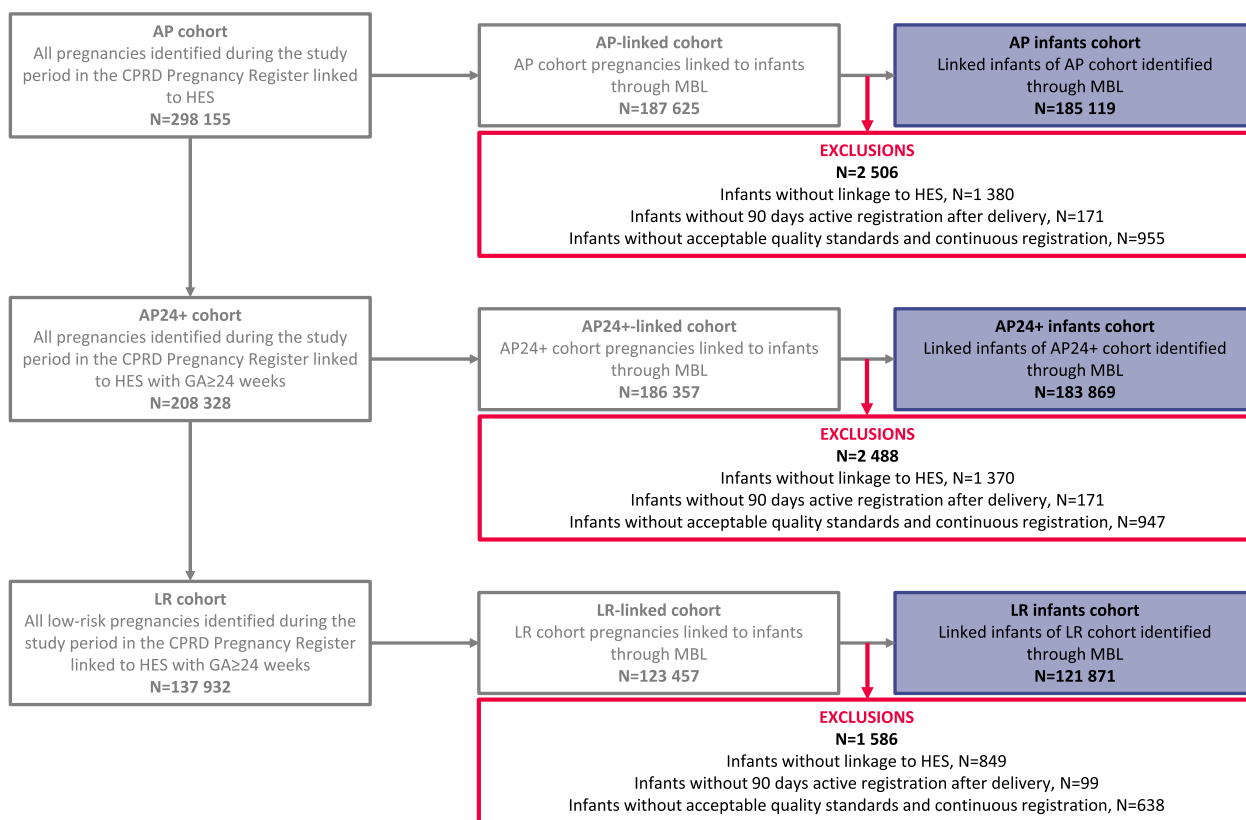 AP cohort
All pregnancies identified during the study
period in the CPRD Pregnancy Register linked
to HES
N=298 155
AP-linked cohort
AP cohort pregnancies linked to infants
through MBL
N=187 625
AP infants cohort
Linked infants of AP cohort identified
through MBL
N=185 119
EXCLUSIONS
N=2 506
Infants without linkage to HES, N=1 380
Infants without 90 days active registration after delivery, N=171
Infants without acceptable quality standards and continuous registration, N=955
AP24+ cohort
All pregnancies identified during the study
period in the CPRD Pregnancy Register linked
to HES with GA≥24 weeks
N=208 328
AP24+-linked cohort
AP24+ cohort pregnancies linked to infants
through MBL
N=186 357
AP24+ infants cohort
Linked infants of AP24+ cohort identified
through MBL
N=183 869
EXCLUSIONS
N=2 488
Infants without linkage to HES, N=1 370
Infants without 90 days active registration after delivery, N=171
Infants without acceptable quality standards and continuous registration, N=947
LR cohort
All low-risk pregnancies identified during the
study period in the CPRD Pregnancy Register
linked to HES with GA≥24 weeks
N=137 932
LR-linked cohort
LR cohort pregnancies linked to infants
through MBL
N=123 457
LR infants cohort
Linked infants of LR cohort identified
through MBL
N=121 871
EXCLUSIONS
N=1 586
Infants without linkage to HES, N=849
Infants without 90 days active registration after delivery, N=99
Infants without acceptable quality standards and continuous registration, N=638